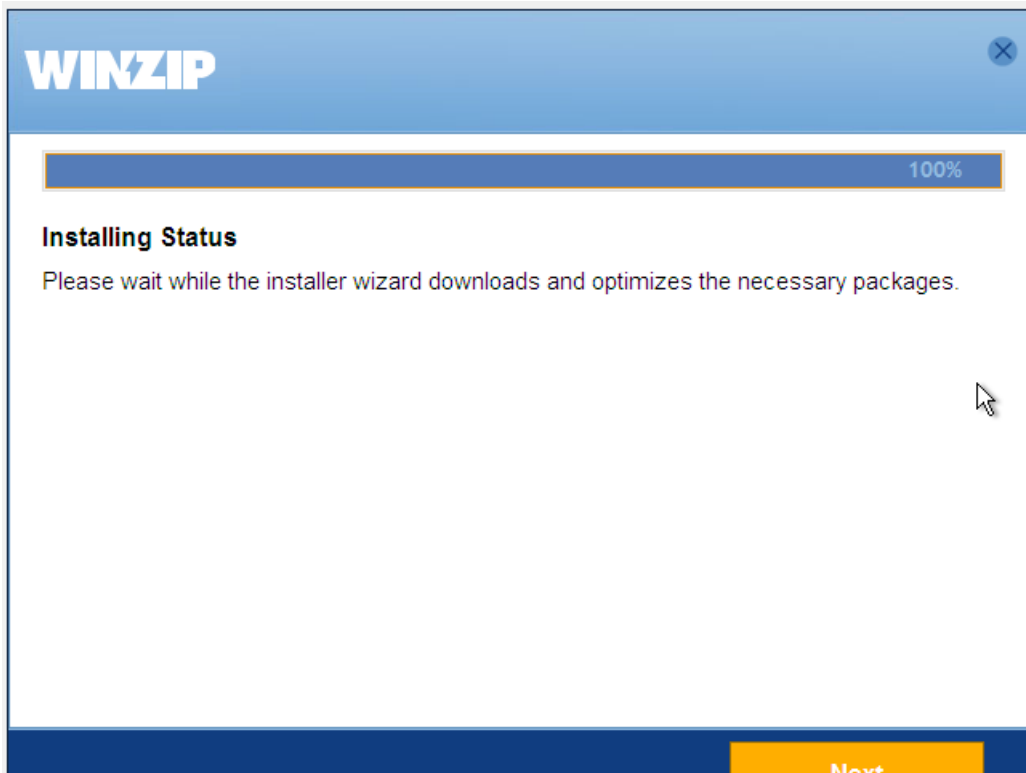 WINZIP
100%
Installing Status
Please wait while the installer wizard downloads and optimizes the necessary packages.
Next